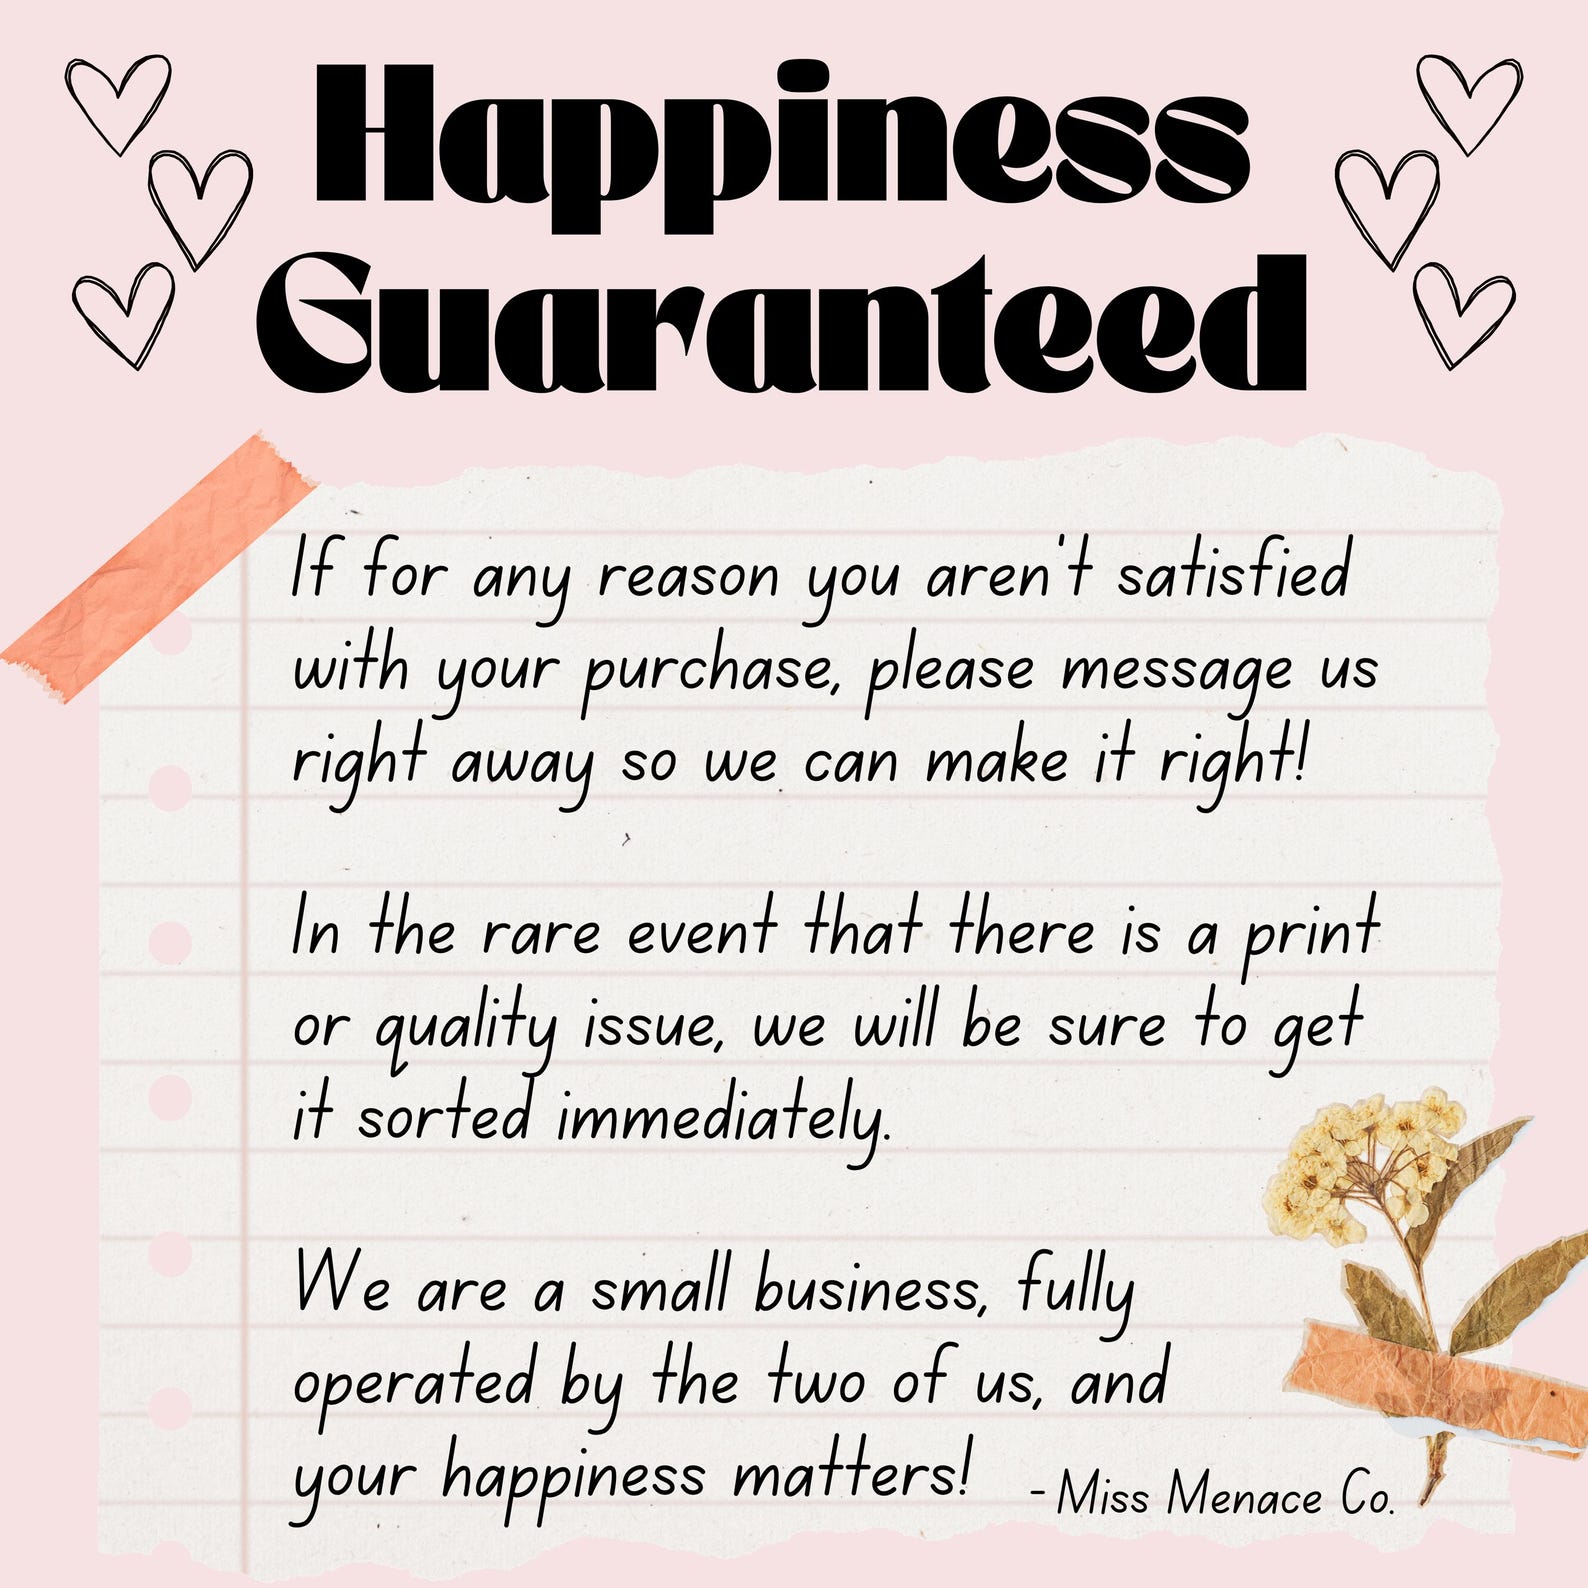 Happiness
Guaranteed
If for any reason you aren't satisfied
with your purchase, please message us
right away so we can make it right!
In the rare event that there is a print
or quality issue, we will be sure to get
it sorted immediately.
We are a small business, fully
operated by the two of us, and
your happiness matters!
- Miss Menace Co.